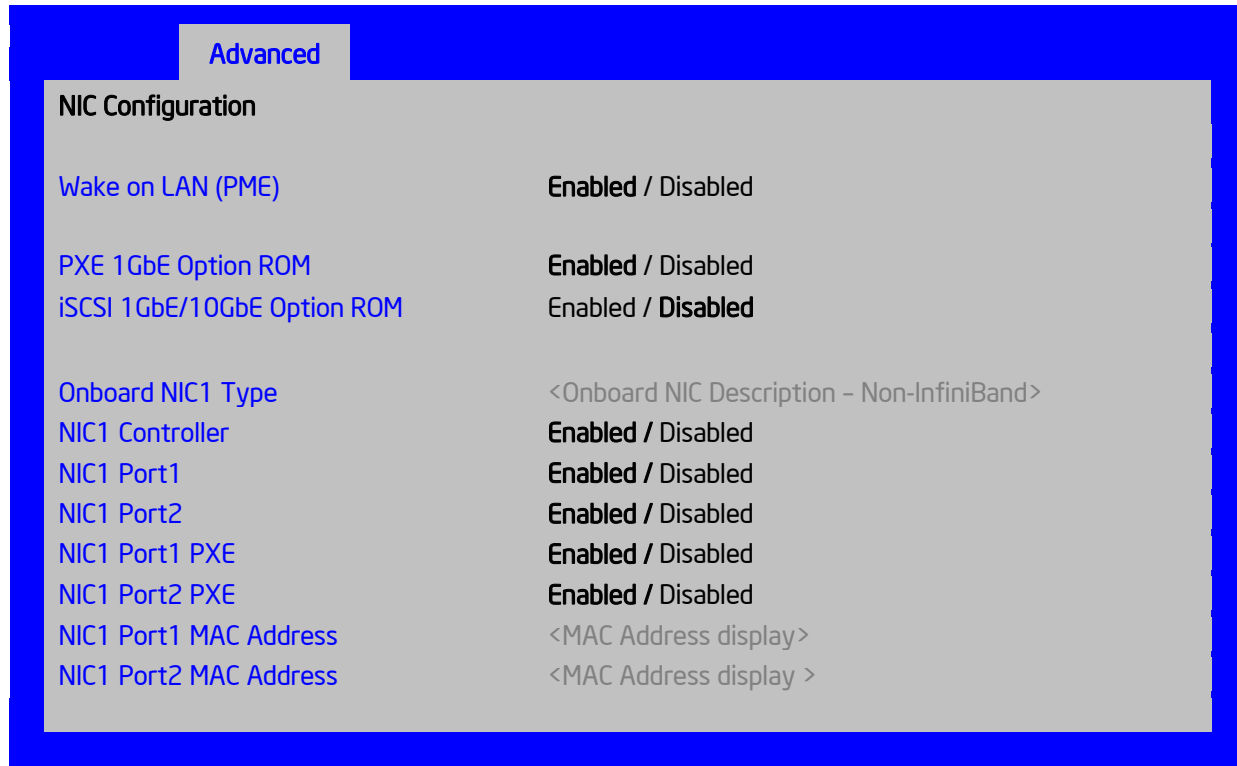 Advanced
NIC Configuration
Wake on LAN (PME) Enabled / Disabled
PXE 1GbE Option ROM Enabled / Disabled
iSCSI 1GbE/10GbE Option ROM Enabled / Disabled
Onboard NIC1 Type <Onboard NIC Description – Non-InfiniBand>
NIC1 Controller Enabled / Disabled
NIC1 Port1 Enabled / Disabled
NIC1 Port2 Enabled / Disabled
NIC1 Port1 PXE Enabled / Disabled
NIC1 Port2 PXE Enabled / Disabled
NIC1 Port1 MAC Address <MAC Address display>
NIC1 Port2 MAC Address <MAC Address display >